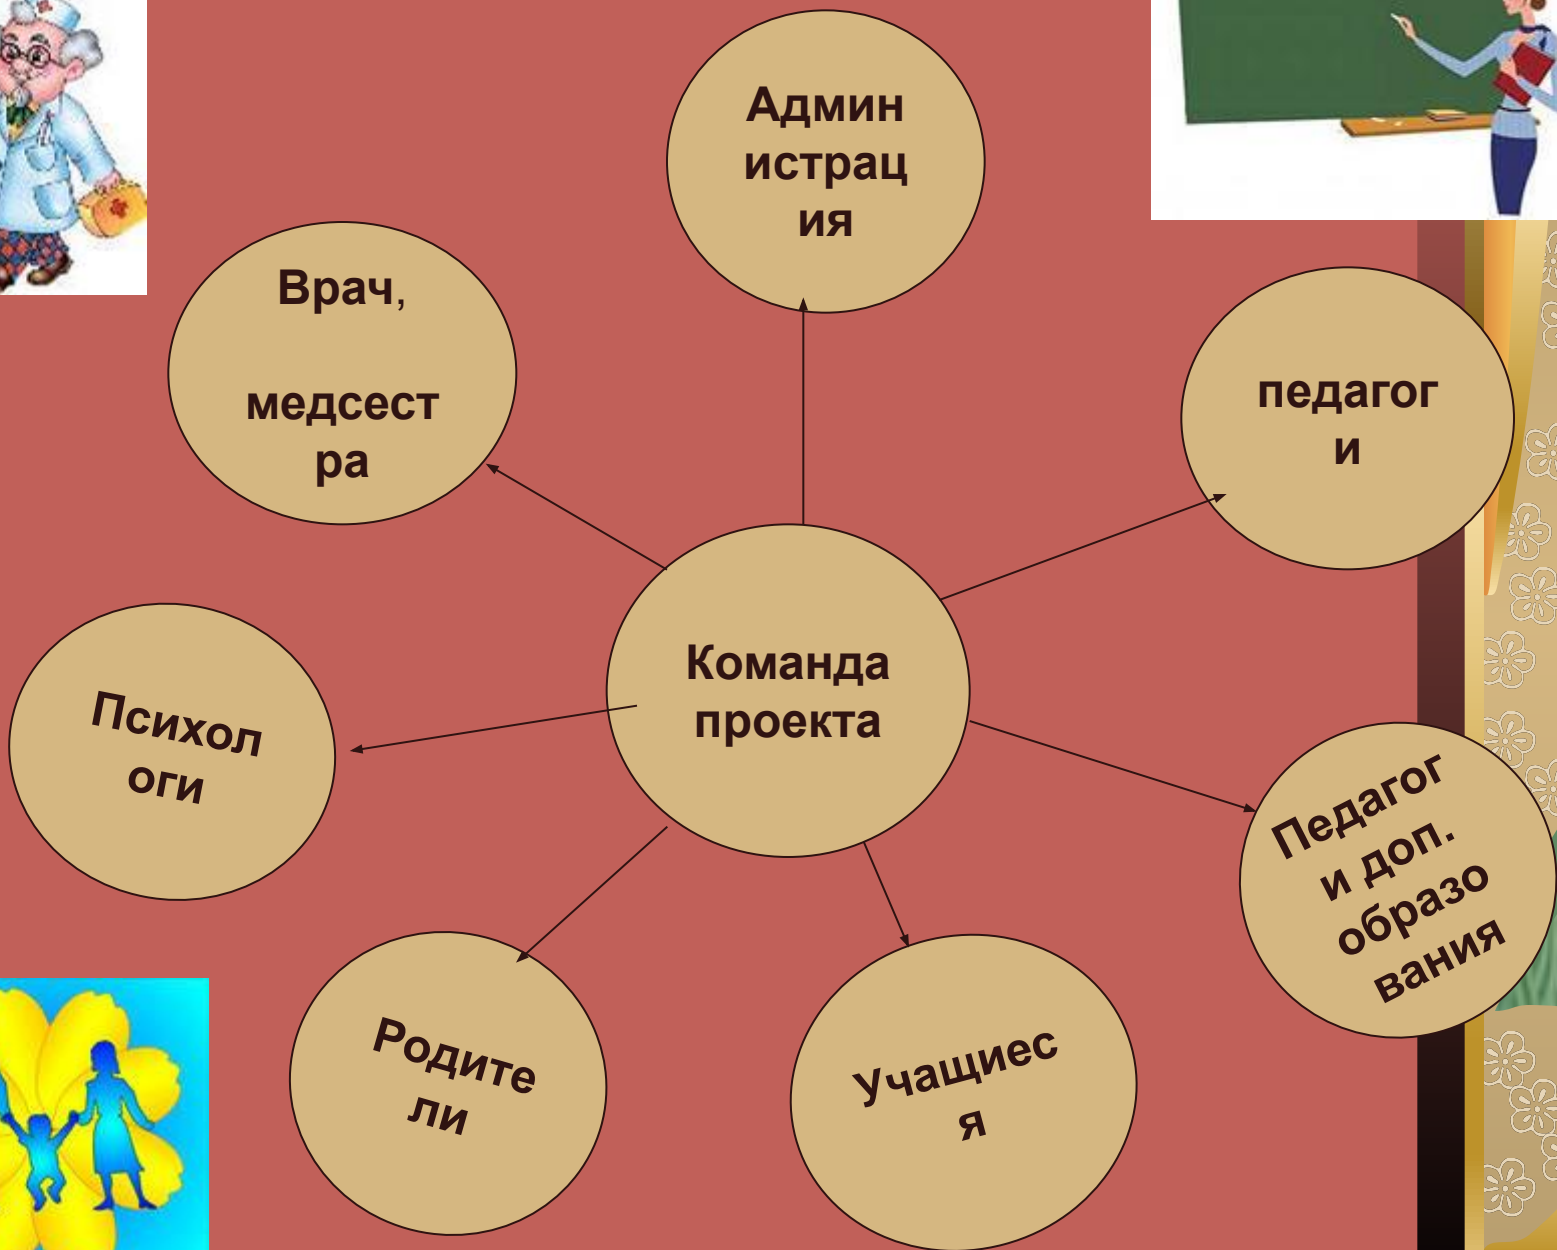 Админ
истрац
ия
Врач,
медсест
ра
педагог
и
Команда
проекта
Психол
оги
Педагог
и доп.
образо
вания
Родите
ли
Учащиес
я